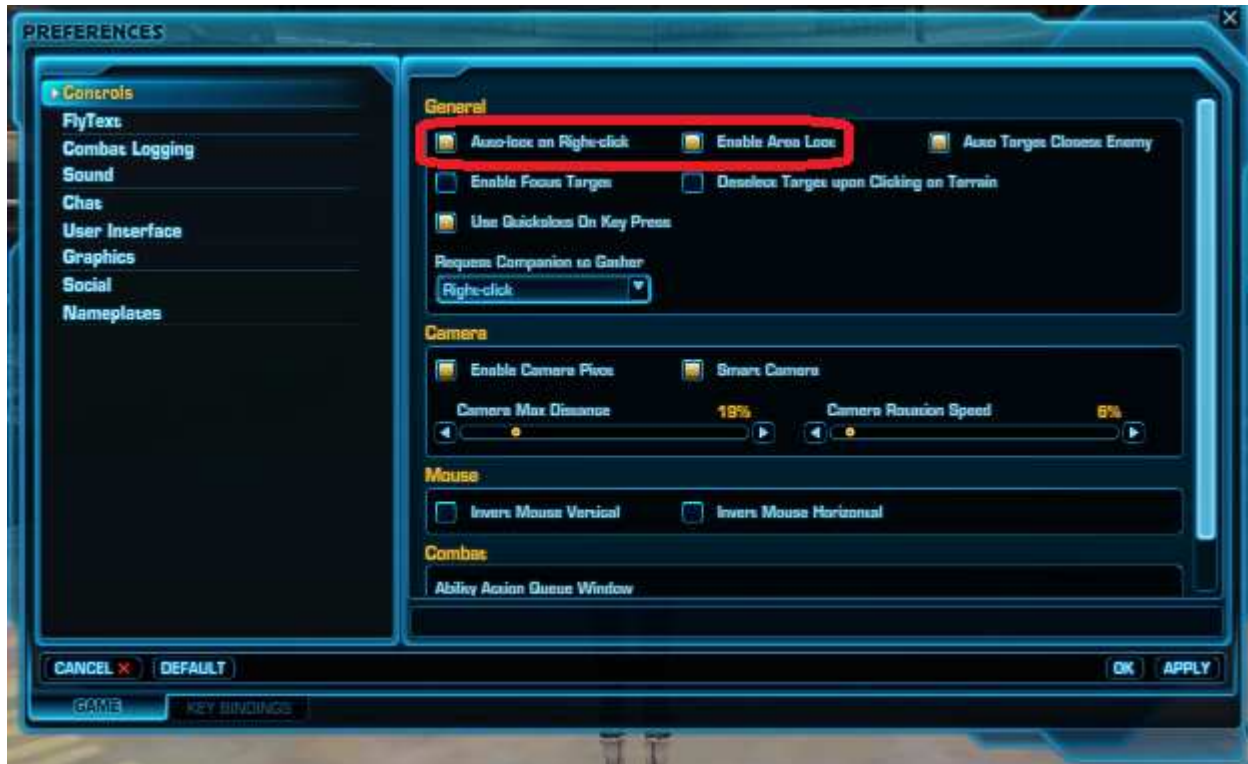 PREFERENCES
Controls
FlyText
Combat Logging
Sound
Chat
User Interface
Graphics
Social
Nameplates
General
Auto-loot on Right-click Enable Area Loot Auto Target Closest Enemy
Enable Focus Target Deselect Target upon Clicking on Terrain
Use Quickslots On Key Press
Request Companion to Gather
Right-click
Camera
Enable Camera Pivot Smart Camera
Camera Max Distance 19% Camera Rotation Speed 6%
Mouse
Invert Mouse Vertical Invert Mouse Horizontal
Combat
Ability Action Queue Window
CANCEL DEFAULT OK APPLY
GAME KEY BINDINGS